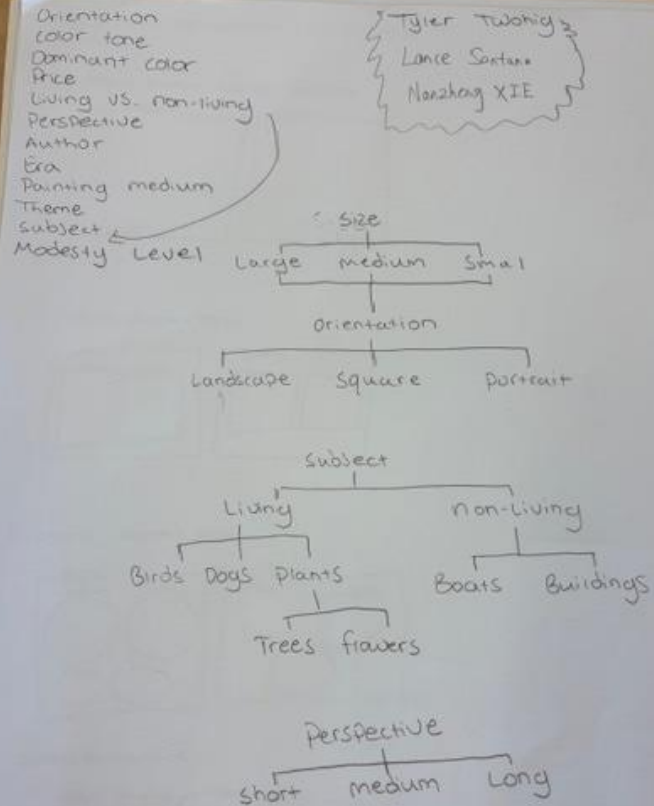 Orientation
color tone
Dominant color
Price
Living vs. non-living
Perspective
Author
Era
Painting medium
Theme
Subject
Modesty Level
Tyler Twohig
Lance Santana
Nanzheng XIE
Size
Large medium Smal
Orientation
Landscape Square portrait
Subject
Living non-Living
Birds Dogs Plants Boats Buildings
Trees flowers
Perspective
Short medium Long